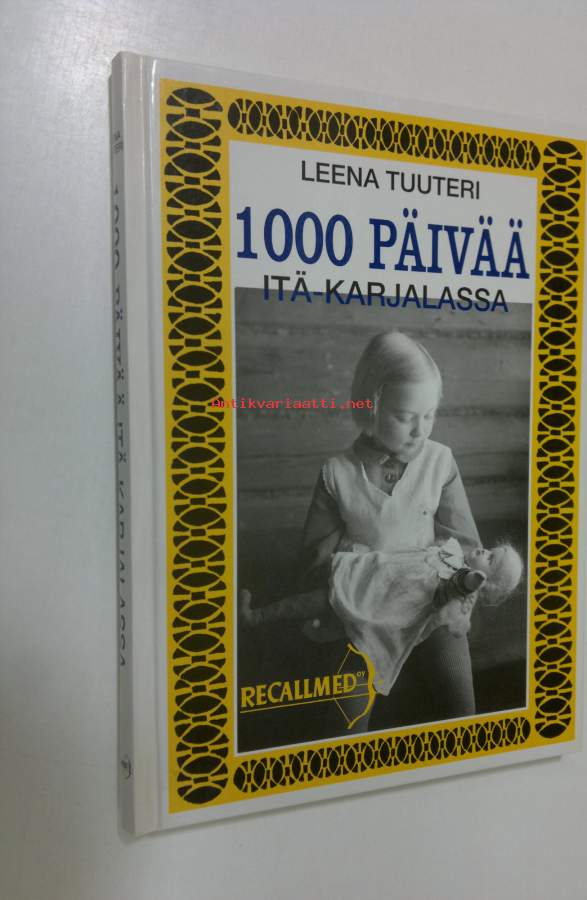 LEENA TUUTERI
1000 PÄIVÄÄ
ITÄ-KARJALASSA
Antikvariaatti.net
RECALLMED OY
1000 PÄIVÄÄ ITÄ-KARJALASSA